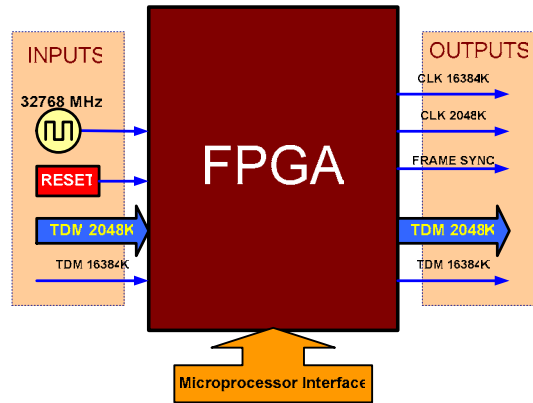 INPUTS
OUTPUTS
32768 MHz
CLK 16384K
CLK 2048K
FPGA
FRAME SYNC
RESET
TDM 2048K
TDM 2048K
TDM 16384K
TDM 16384K
Microprocessor Interface